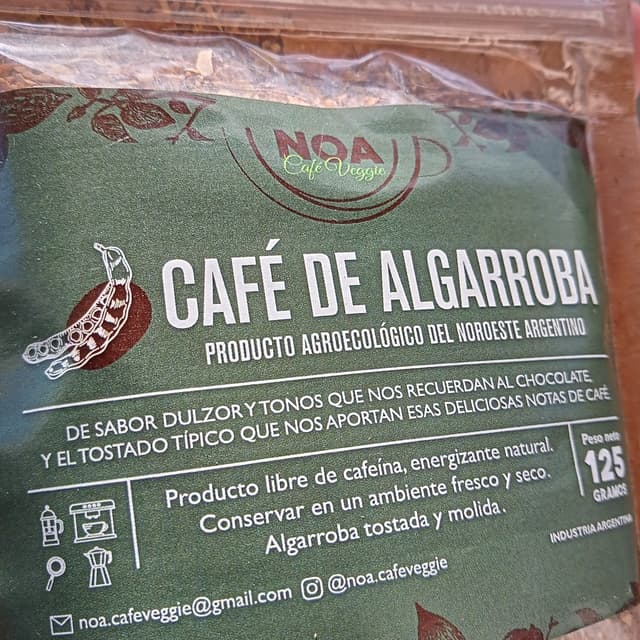 NOA
Café Veggie
CAFÉ DE ALGARROBA
PRODUCTO AGROECOLÓGICO DEL NOROESTE ARGENTINO
DE SABOR DULZOR Y TONOS QUE NOS RECUERDAN AL CHOCOLATE,
Y EL TOSTADO TÍPICO QUE NOS APORTAN ESAS DELICIOSAS NOTAS DE CAFÉ.
Producto libre de cafeína, energizante natural.
Conservar en un ambiente fresco y seco.
Algarroba tostada y molida.
Peso neto
125
GRAMOS
INDUSTRIA ARGENTINA
noa.cafeveggie@gmail.com @noa.cafeveggie